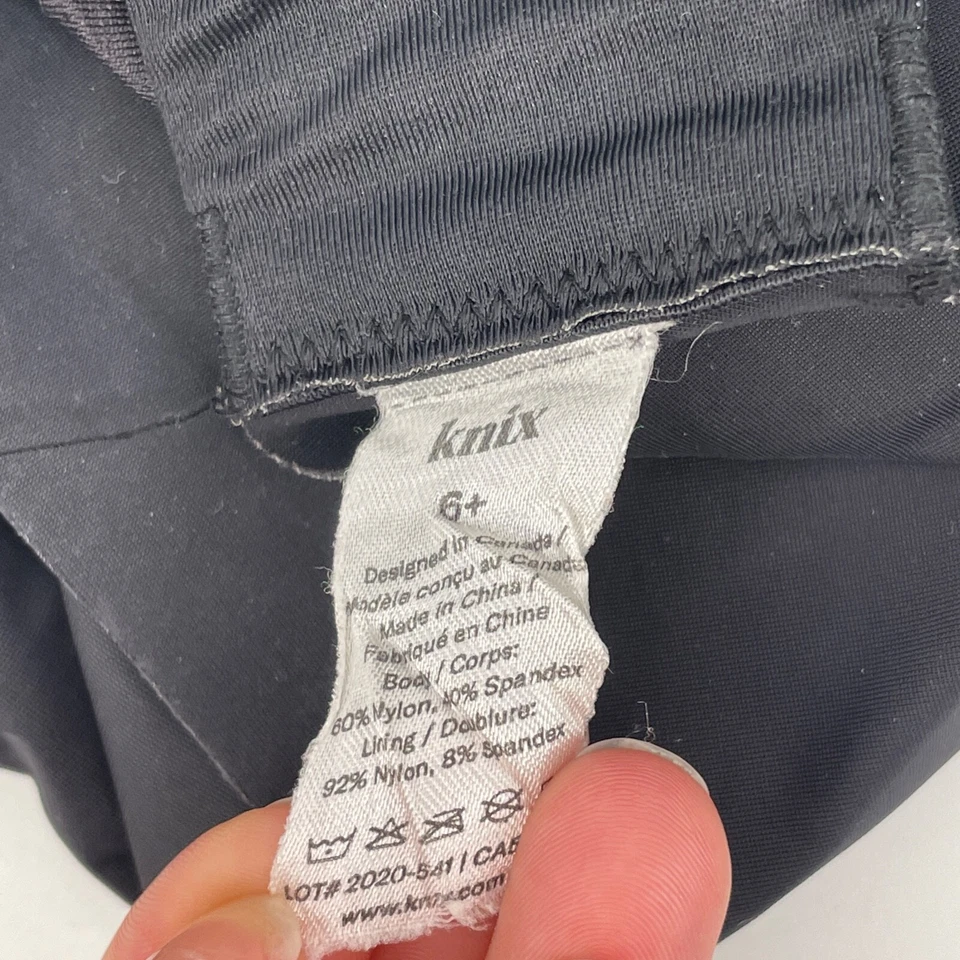 knix
6+
Designed in Canada /
Modèle conçu au Canada
Made in China /
Fabriqué en Chine
Body / Corps:
60% Nylon, 40% Spandex
Lining / Doublure:
92% Nylon, 8% Spandex
LOT# 2020-541 | CA
www.knix.com